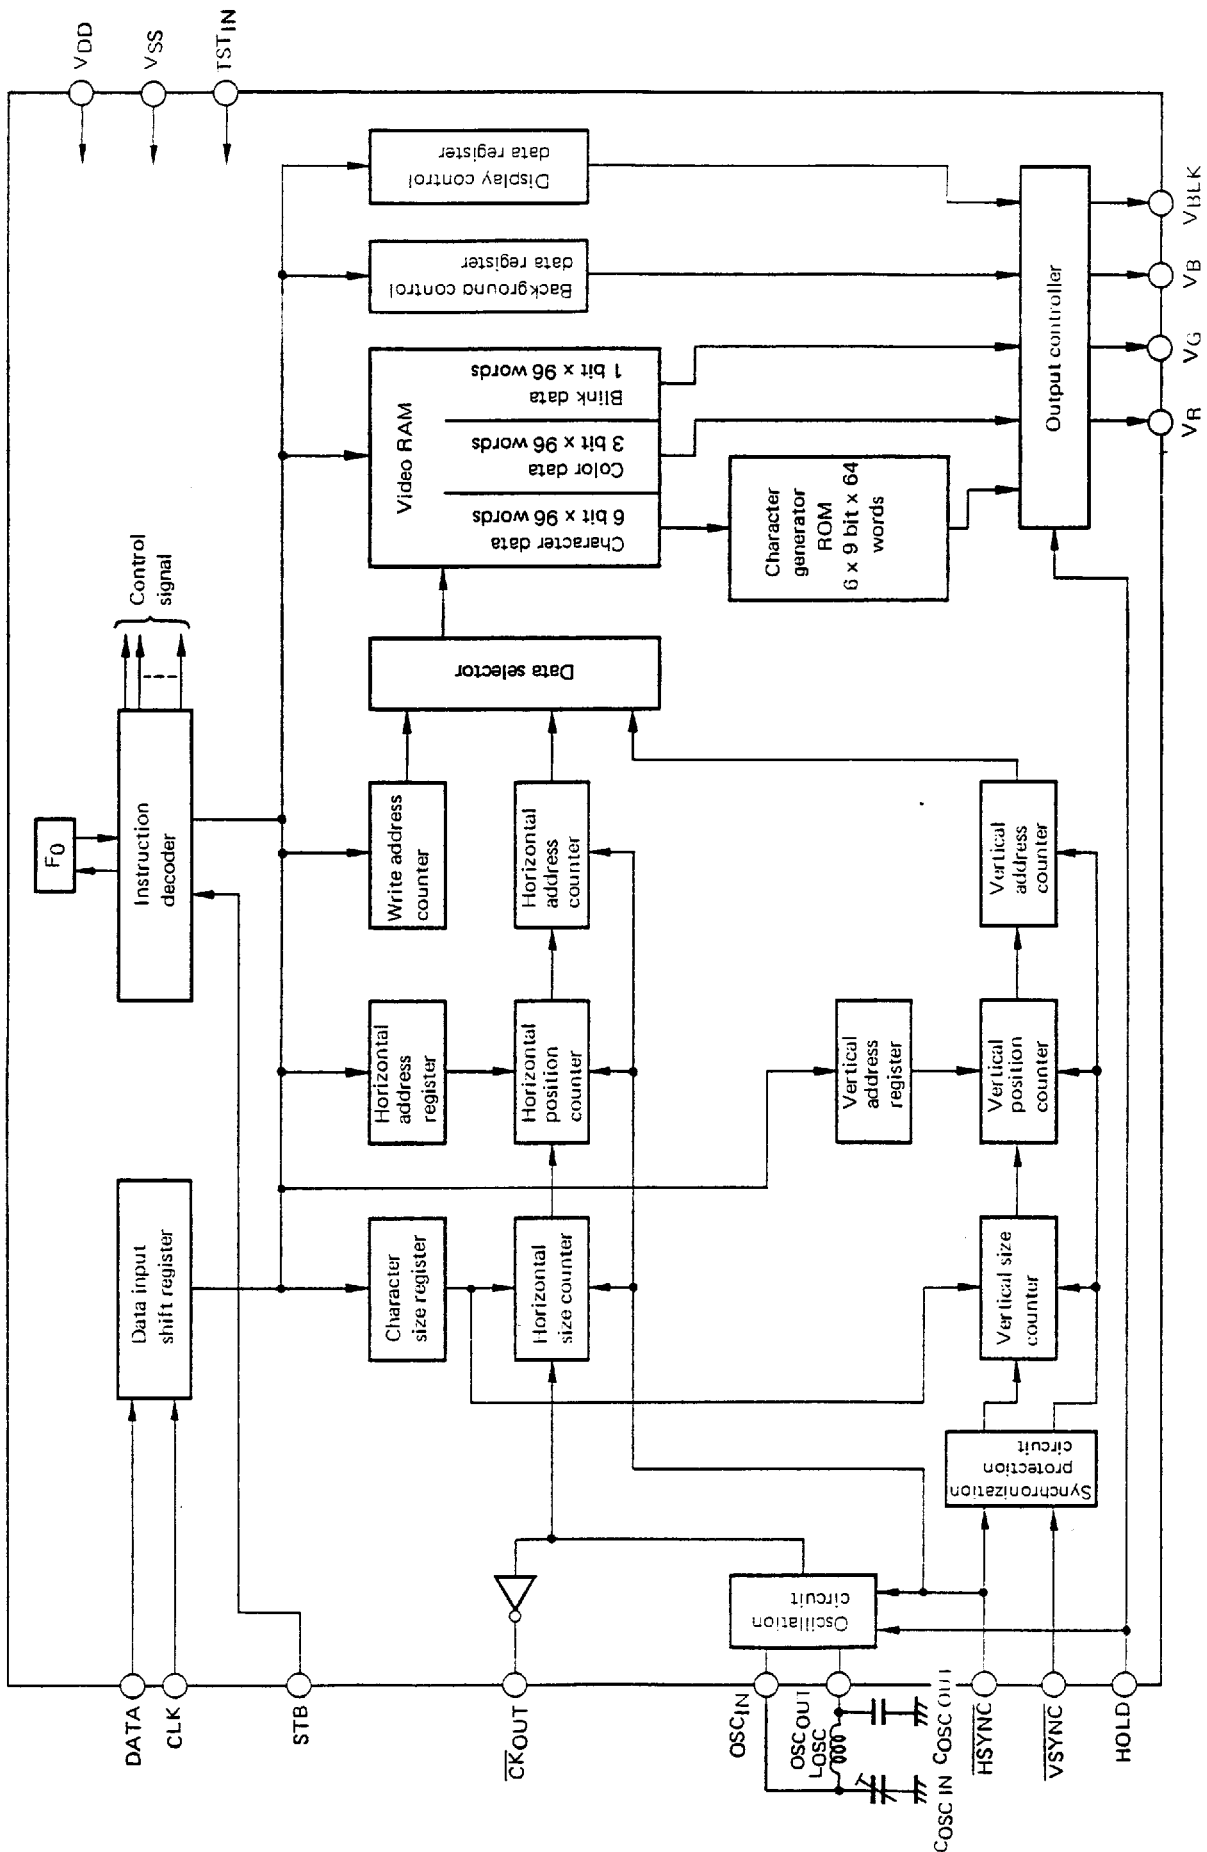 VDD
VSS
TSTIN
F0
Instruction
decoder
Control
signal
Data input
shift register
DATA
CLK
STB
CKOUT
OSCIN
OSCOUT
LOSC
COSC IN
COSC OUT
HSYNC
VSYNC
HOLD
Character
size register
Horizontal
address
register
Write address
counter
Horizontal
size counter
Horizontal
position
counter
Horizontal
address
counter
Data selector
Video RAM
Character data
6 bit x 96 words
Color data
3 bit x 96 words
Blink data
1 bit x 96 words
Background control
data register
Display control
data register
Character
generator
ROM
6 x 9 bit x 64
words
Vertical
address
register
Oscillation
circuit
Synchronization
protection
circuit
Vertical size
counter
Vertical
position
counter
Vertical
address
counter
Output controller
VR
VG
VB
VBLK